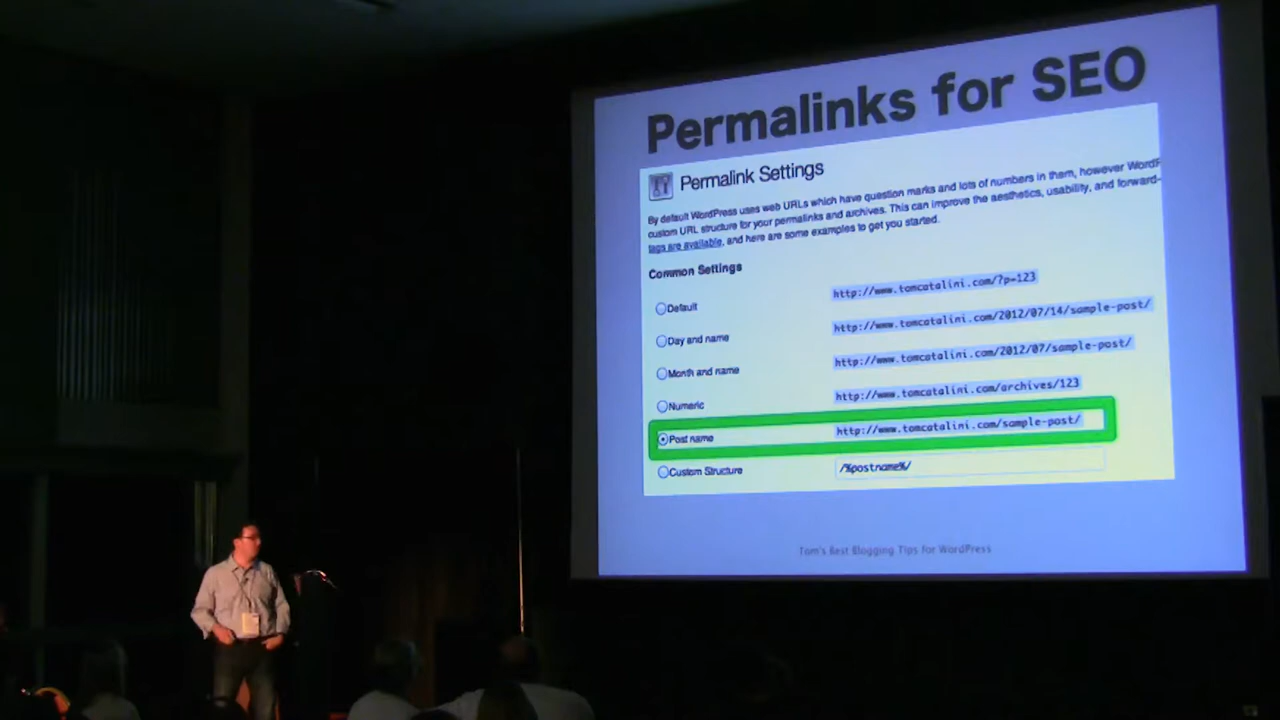 Permalinks for SEO
Permalink Settings
By default WordPress uses web URLs which have question marks and lots of numbers in them, however WordP
custom URL structure for your permalinks and archives. This can improve the aesthetics, usability, and forward-
tags are available, and here are some examples to get you started.
Common Settings
Default http://www.tomcatalini.com/?p=123
Day and name http://www.tomcatalini.com/2012/07/14/sample-post/
Month and name http://www.tomcatalini.com/2012/07/sample-post/
Numeric http://www.tomcatalini.com/archives/123
Post name http://www.tomcatalini.com/sample-post/
Custom Structure /%postname%/
Tom's Best Blogging Tips for WordPress